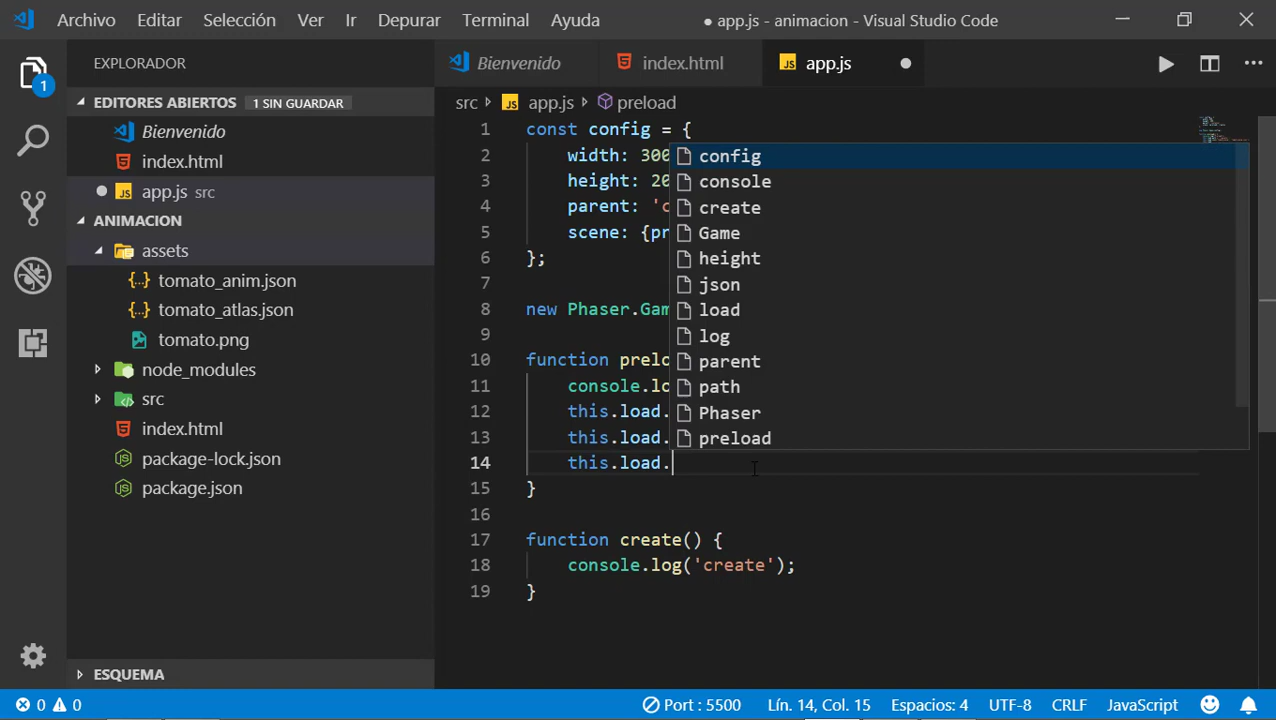 Archivo Editar Selección Ver Ir Depurar Terminal Ayuda ● app.js - animacion - Visual Studio Code
EXPLORADOR
1
EDITORES ABIERTOS 1 SIN GUARDAR
Bienvenido
index.html
JS app.js src
ANIMACION
assets
{..} tomato_anim.json
{..} tomato_atlas.json
tomato.png
node_modules
src
index.html
package-lock.json
package.json
ESQUEMA
Bienvenido index.html JS app.js ●
src JS app.js preload
1 const config = {
2 width: 300
3 height: 20
4 parent: 'c
5 scene: {pr
6 };
7
8 new Phaser.Gam
9
10 function prelo
11 console.lo
12 this.load.
13 this.load.
14 this.load.
15 }
16
17 function create() {
18 console.log('create');
19 }
config
console
create
Game
height
json
load
log
parent
path
Phaser
preload
0 0 Port : 5500 Lín. 14, Col. 15 Espacios: 4 UTF-8 CRLF JavaScript